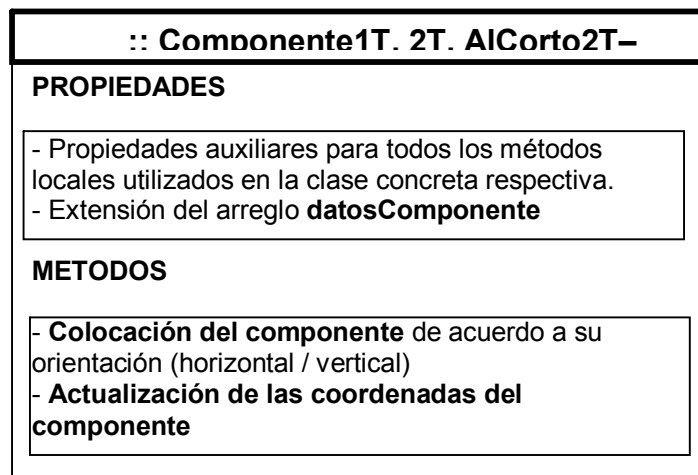 :: Componente1T, 2T, AlCorto2T–
PROPIEDADES
- Propiedades auxiliares para todos los métodos
locales utilizados en la clase concreta respectiva.
- Extensión del arreglo datosComponente
METODOS
- Colocación del componente de acuerdo a su
orientación (horizontal / vertical)
- Actualización de las coordenadas del
componente